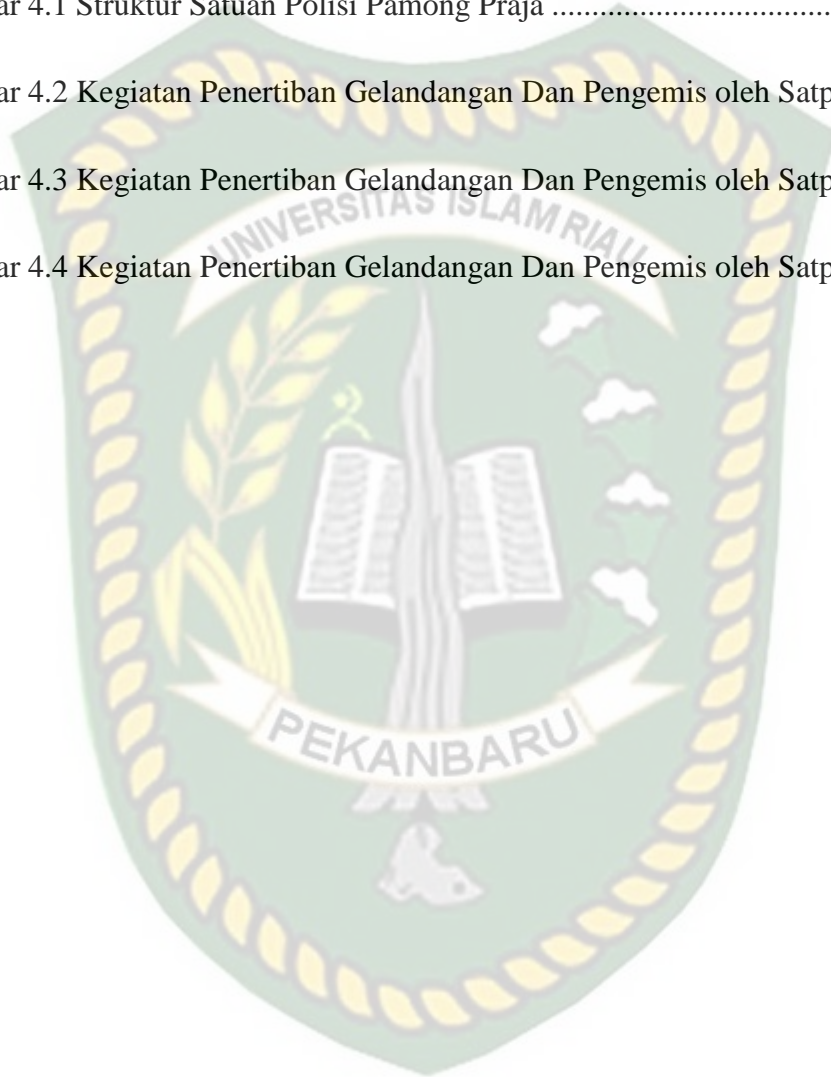 ar 4.1 Struktur Satuan Polisi Pamong Praja ...................................
ar 4.2 Kegiatan Penertiban Gelandangan Dan Pengemis oleh Satp
ar 4.3 Kegiatan Penertiban Gelandangan Dan Pengemis oleh Satp
UNIVERSITAS ISLAM RIAU
ar 4.4 Kegiatan Penertiban Gelandangan Dan Pengemis oleh Satp
PEKANBARU